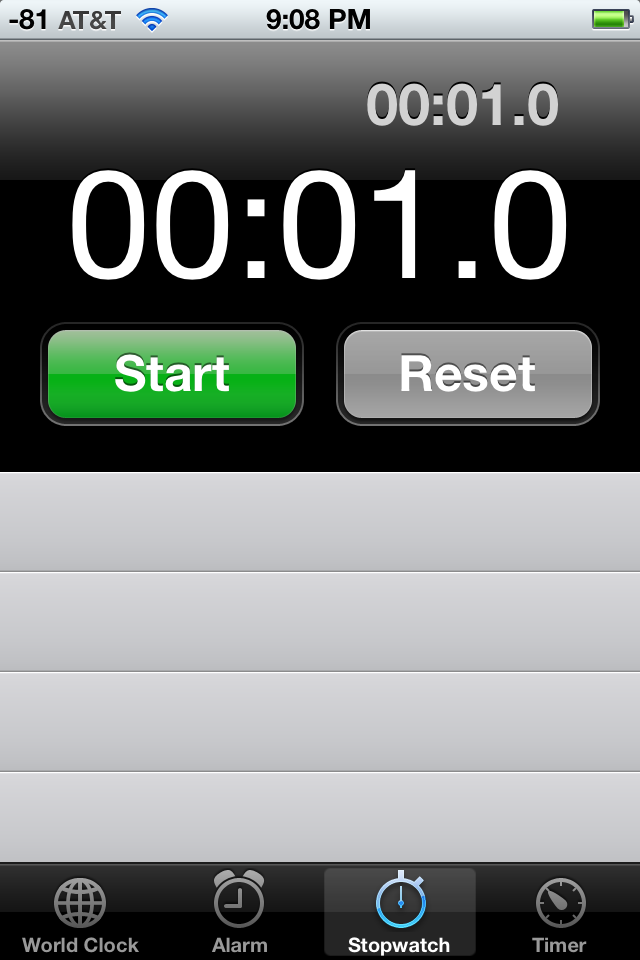 -81 AT&T 9:08 PM
00:01.0
00:01.0
Start Reset
World Clock Alarm Stopwatch Timer